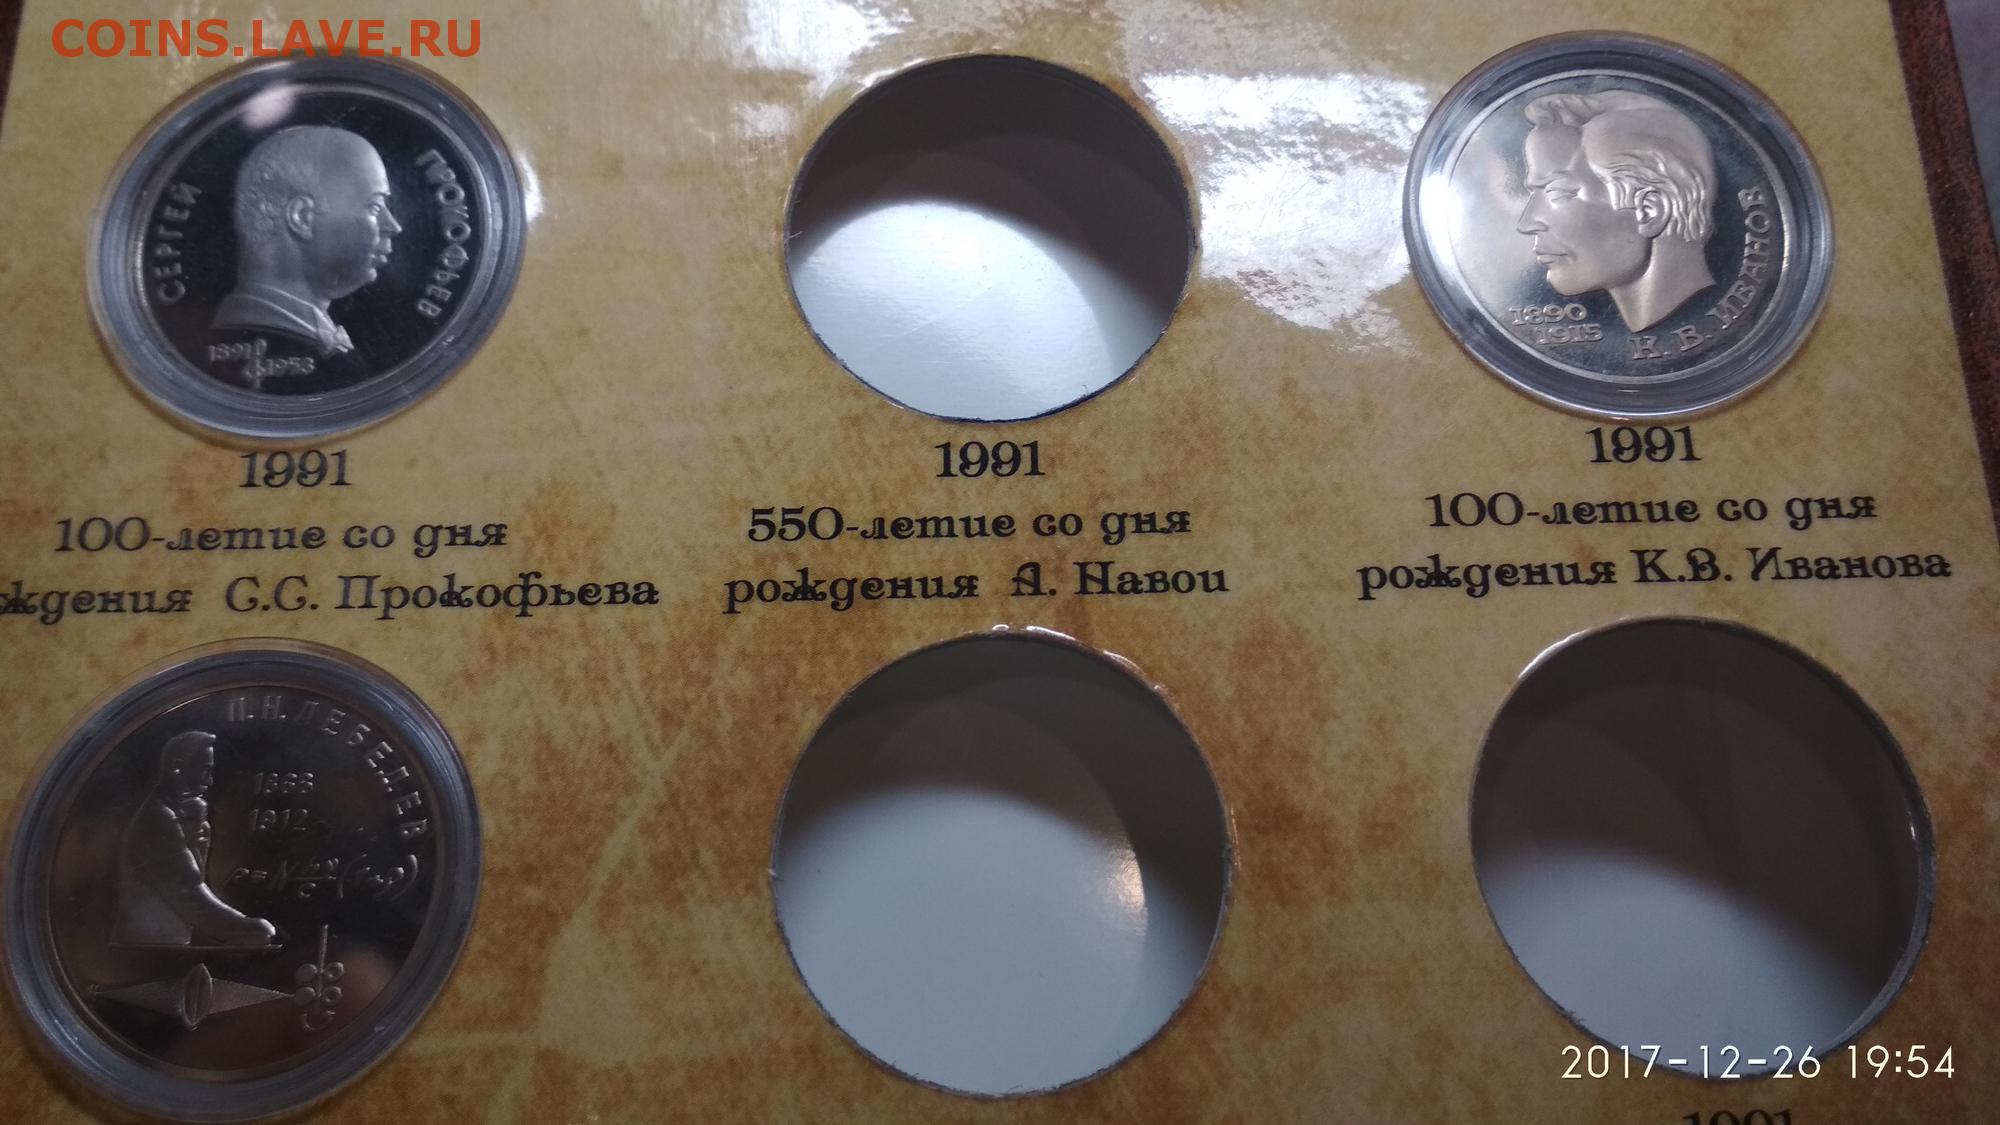 COINS.LAVE.RU
СЕРГЕЙ
ПРОКОФЬЕВ
1891
1953
1890
1915
К. В. ИВАНОВ
1991
100-летие со дня
ждения С.С. Прокофьева
1991
550-летие со дня
рождения А. Навои
1991
100-летие со дня
рождения К.В. Иванова
П.Н.ЛЕБЕДЕВ
1866
1912
2017-12-26 19:54
1991